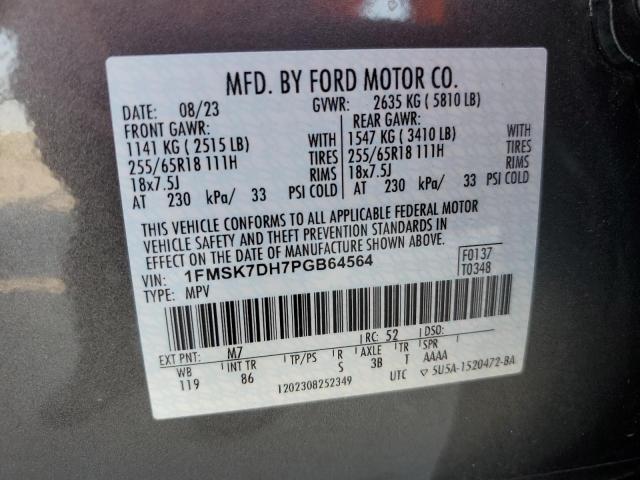 MFD. BY FORD MOTOR CO.
DATE: 08/23 GVWR: 2635 KG ( 5810 LB)
FRONT GAWR: REAR GAWR:
1141 KG ( 2515 LB) WITH 1547 KG ( 3410 LB) WITH
255/65R18 111H TIRES 255/65R18 111H TIRES
18x7.5J RIMS 18x7.5J RIMS
AT 230 kPa/ 33 PSI COLD AT 230 kPa/ 33 PSI COLD
THIS VEHICLE CONFORMS TO ALL APPLICABLE FEDERAL MOTOR
VEHICLE SAFETY AND THEFT PREVENTION STANDARDS IN
EFFECT ON THE DATE OF MANUFACTURE SHOWN ABOVE.
VIN: 1FMSK7DH7PGB64564 F0137
TYPE: MPV T0348
EXT PNT: M7 RC: 52 DSO:
WB INT TR TP/PS R AXLE TR SPR
119 86 S 3B T AAAA
1202308252349 UTC ▽ 5U5A-1520472-BA